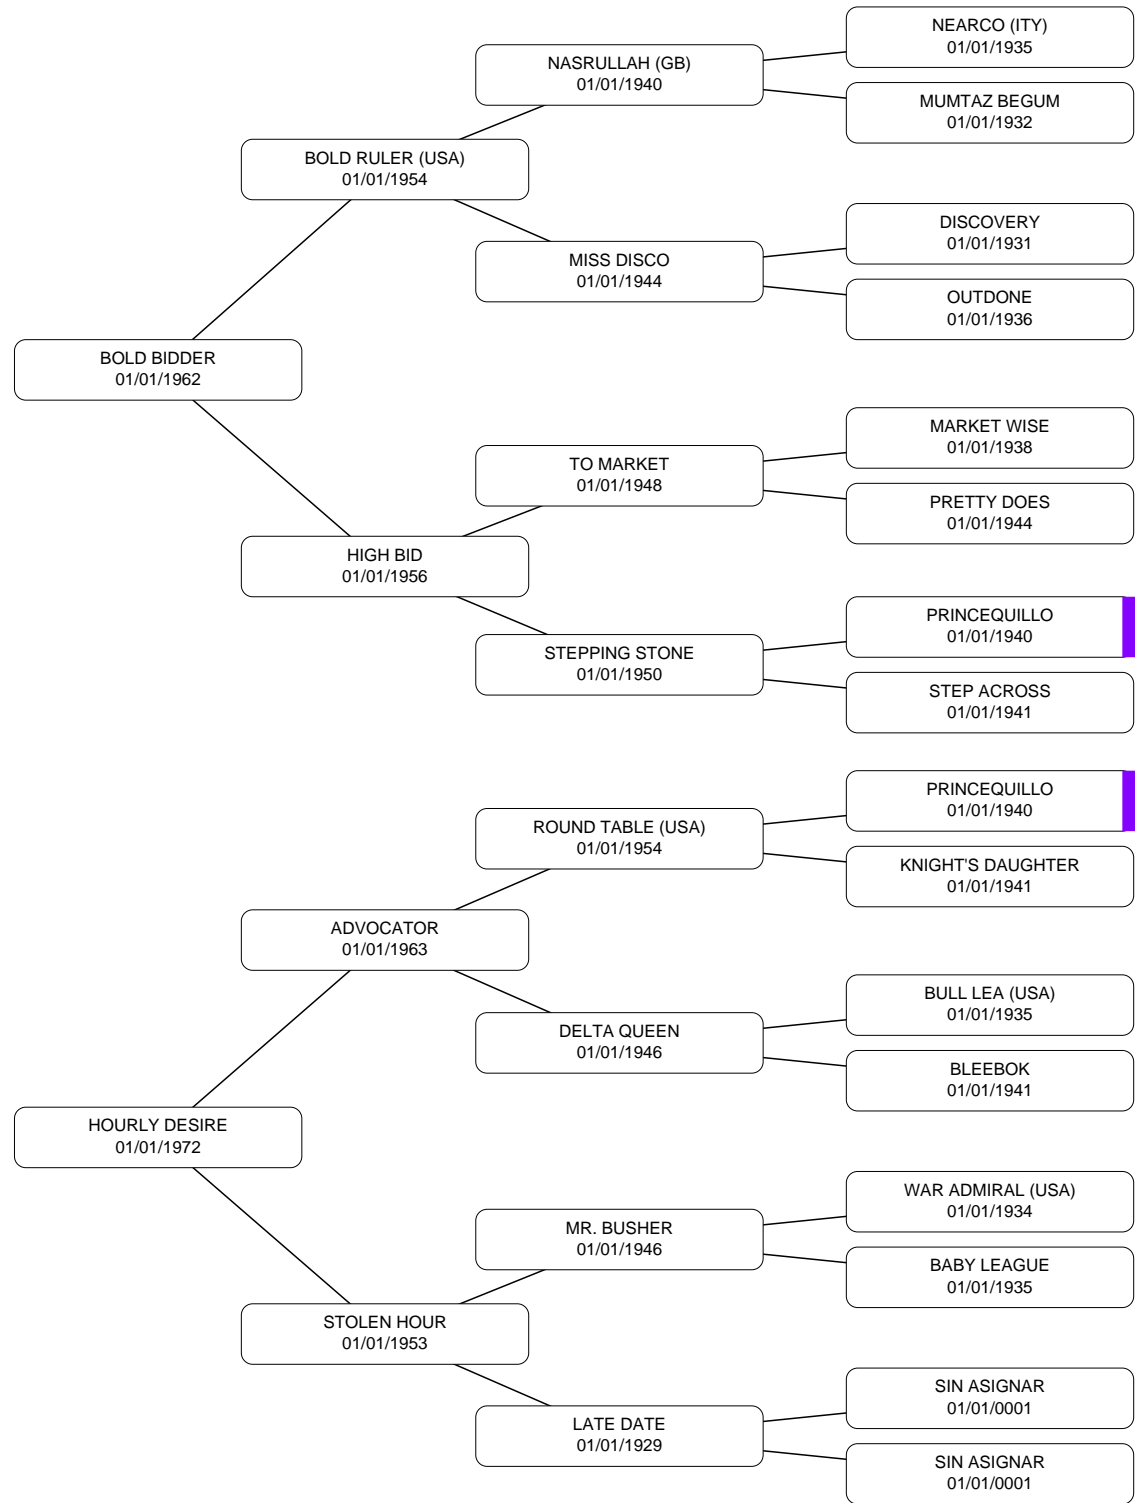 NEARCO (ITY)
01/01/1935
NASRULLAH (GB)
01/01/1940
MUMTAZ BEGUM
01/01/1932
BOLD RULER (USA)
01/01/1954
DISCOVERY
01/01/1931
MISS DISCO
01/01/1944
OUTDONE
01/01/1936
BOLD BIDDER
01/01/1962
MARKET WISE
01/01/1938
TO MARKET
01/01/1948
PRETTY DOES
01/01/1944
HIGH BID
01/01/1956
PRINCEQUILLO
01/01/1940
STEPPING STONE
01/01/1950
STEP ACROSS
01/01/1941
PRINCEQUILLO
01/01/1940
ROUND TABLE (USA)
01/01/1954
KNIGHT'S DAUGHTER
01/01/1941
ADVOCATOR
01/01/1963
BULL LEA (USA)
01/01/1935
DELTA QUEEN
01/01/1946
BLEEBOK
01/01/1941
HOURLY DESIRE
01/01/1972
WAR ADMIRAL (USA)
01/01/1934
MR. BUSHER
01/01/1946
BABY LEAGUE
01/01/1935
STOLEN HOUR
01/01/1953
SIN ASIGNAR
01/01/0001
LATE DATE
01/01/1929
SIN ASIGNAR
01/01/0001